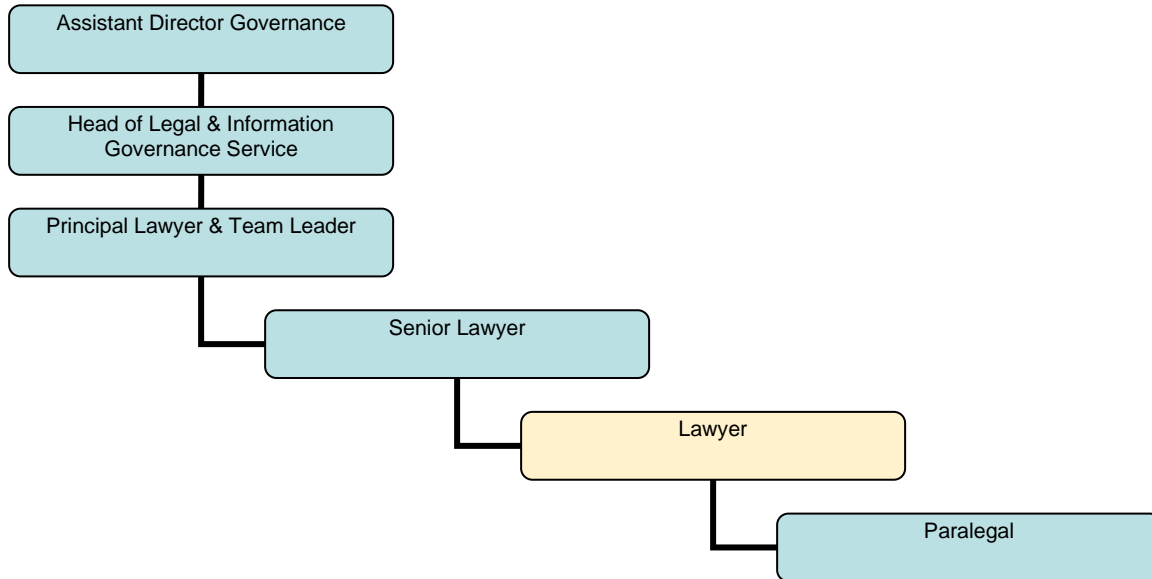 Assistant Director Governance
Head of Legal & Information
Governance Service
Principal Lawyer & Team Leader
Senior Lawyer
Lawyer
Paralegal